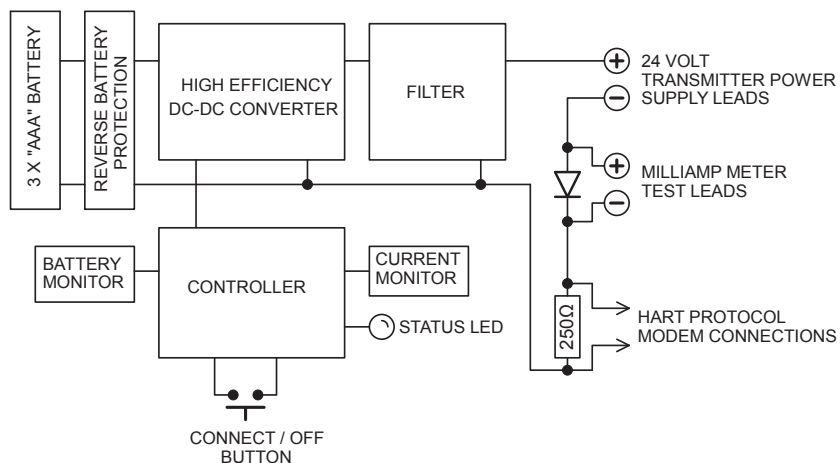 3 X "AAA" BATTERY
REVERSE BATTERY
PROTECTION
HIGH EFFICIENCY
DC-DC CONVERTER
FILTER
+
24 VOLT
TRANSMITTER POWER
SUPPLY LEADS
−
+
MILLIAMP METER
TEST LEADS
−
BATTERY
MONITOR
CONTROLLER
CURRENT
MONITOR
STATUS LED
250Ω
HART PROTOCOL
MODEM CONNECTIONS
CONNECT / OFF
BUTTON